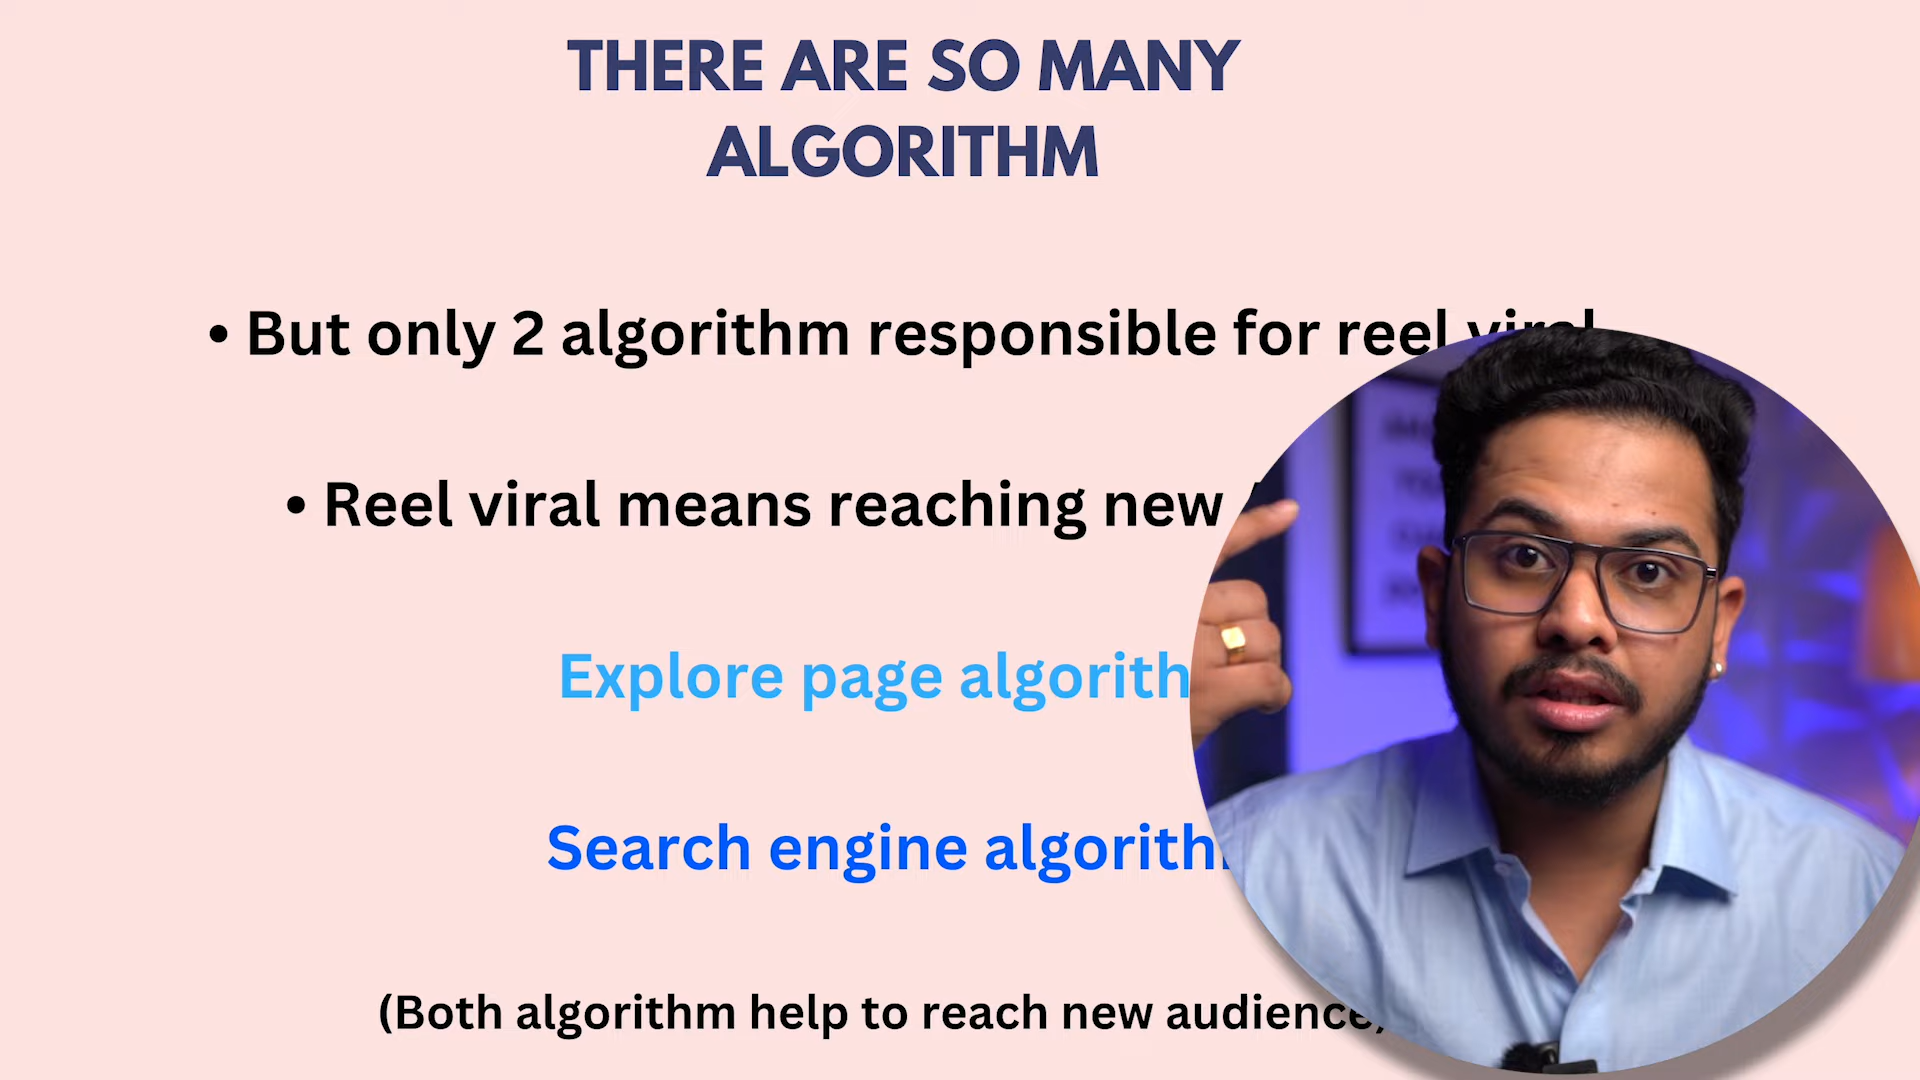 THERE ARE SO MANY
ALGORITHM
• But only 2 algorithm responsible for reel viral
• Reel viral means reaching new
Explore page algorith
Search engine algorith
(Both algorithm help to reach new audience)